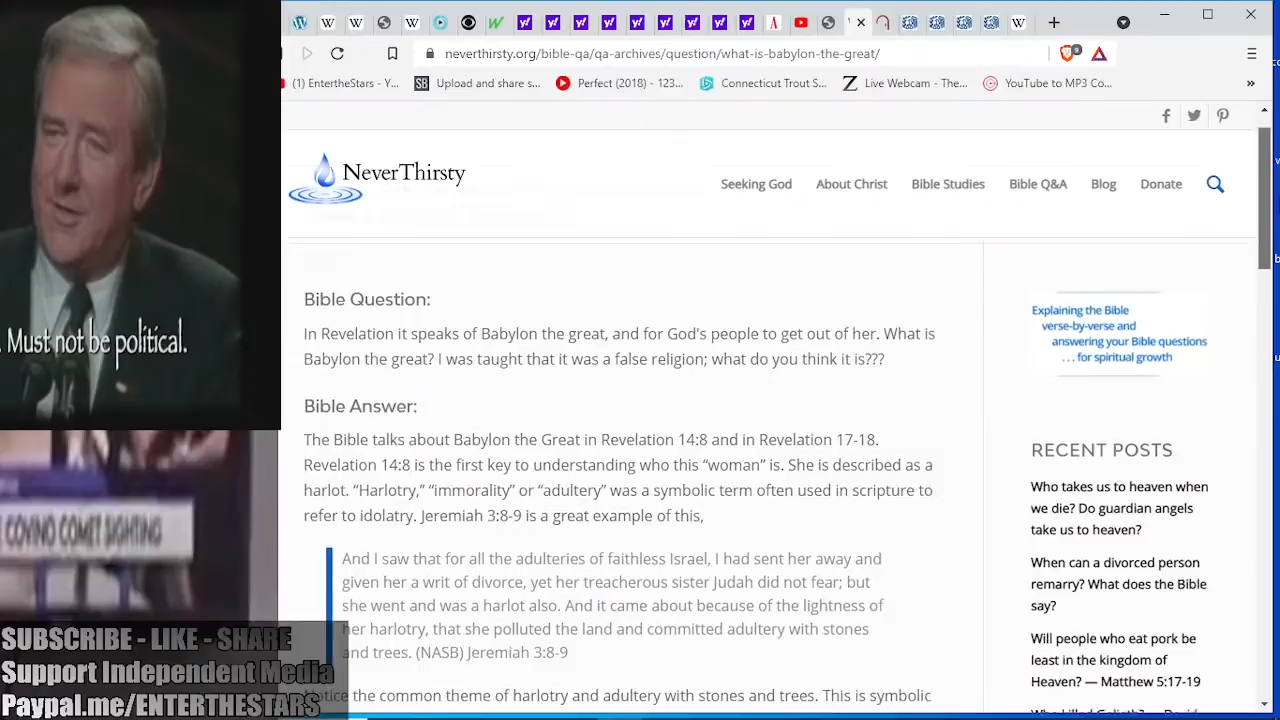 neverthirsty.org/bible-qa/qa-archives/question/what-is-babylon-the-great/
(1) EntertheStars - Y...
Upload and share s...
Perfect (2018) - 123...
Connecticut Trout S...
Live Webcam - The...
YouTube to MP3 Co...
NeverThirsty
Seeking God
About Christ
Bible Studies
Bible Q&A
Blog
Donate
. Must not be political.
Bible Question:
In Revelation it speaks of Babylon the great, and for God's people to get out of her. What is
Babylon the great? I was taught that it was a false religion; what do you think it is???
Bible Answer:
The Bible talks about Babylon the Great in Revelation 14:8 and in Revelation 17-18.
Revelation 14:8 is the first key to understanding who this “woman” is. She is described as a
harlot. “Harlotry,” “immorality” or “adultery” was a symbolic term often used in scripture to
refer to idolatry. Jeremiah 3:8-9 is a great example of this,
And I saw that for all the adulteries of faithless Israel, I had sent her away and
given her a writ of divorce, yet her treacherous sister Judah did not fear; but
she went and was a harlot also. And it came about because of the lightness of
her harlotry, that she polluted the land and committed adultery with stones
and trees. (NASB) Jeremiah 3:8-9
Notice the common theme of harlotry and adultery with stones and trees. This is symbolic
Explaining the Bible
verse-by-verse and
answering your Bible questions
. . . for spiritual growth
RECENT POSTS
Who takes us to heaven when
we die? Do guardian angels
take us to heaven?
When can a divorced person
remarry? What does the Bible
say?
Will people who eat pork be
least in the kingdom of
Heaven? — Matthew 5:17-19
Who killed Goliath? — David
COVINO COMET SIGHTING
SUBSCRIBE - LIKE - SHARE
Support Independent Media
Paypal.me/ENTERTHESTARS